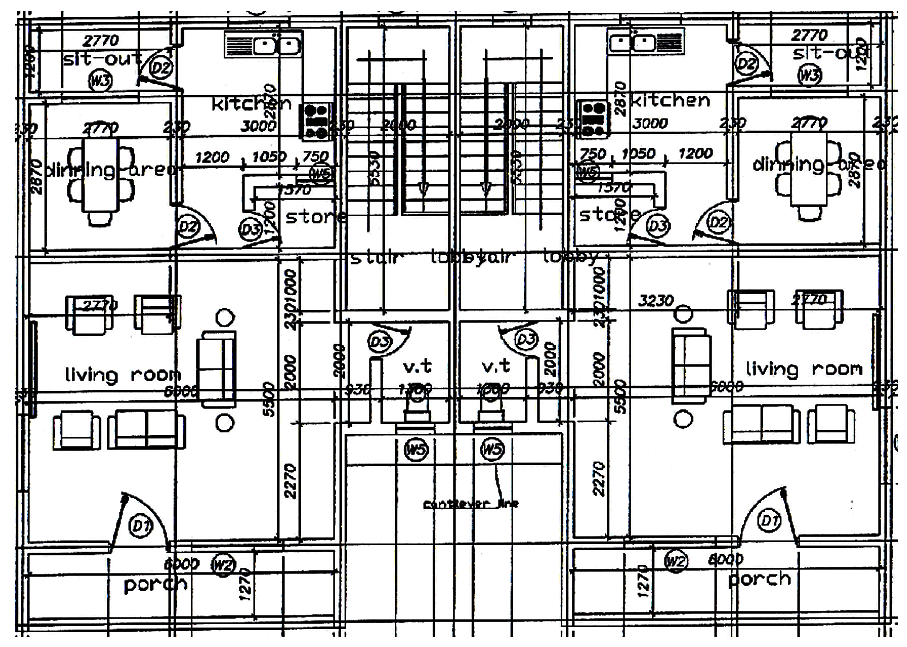 2770 2770
sit-out sit-out
1200 D2 D2 1200
W3 W3
kitchen 2870 2870 kitchen
230 2770 230 3000 230 2000 2000 230 3000 230 2770 230
1200 1050 750 5530 5530 750 1050 1200
2870 dinning area W5 W5 dinning area 2870
1370 1370
store 1200 1200 store
D2 D3 D3 D2
stair lobby stair lobby
1000 1000
2770 230 230 3230 2770
D3 D3
living room 2000 2000 v.t v.t 2000 2000 living room
6000 930 1300 1300 930 6000
5500 5500
W5 W5
2270 2270
cantilever line
D1 D1
6000 W2 W2 6000
porch 1270 1270 porch